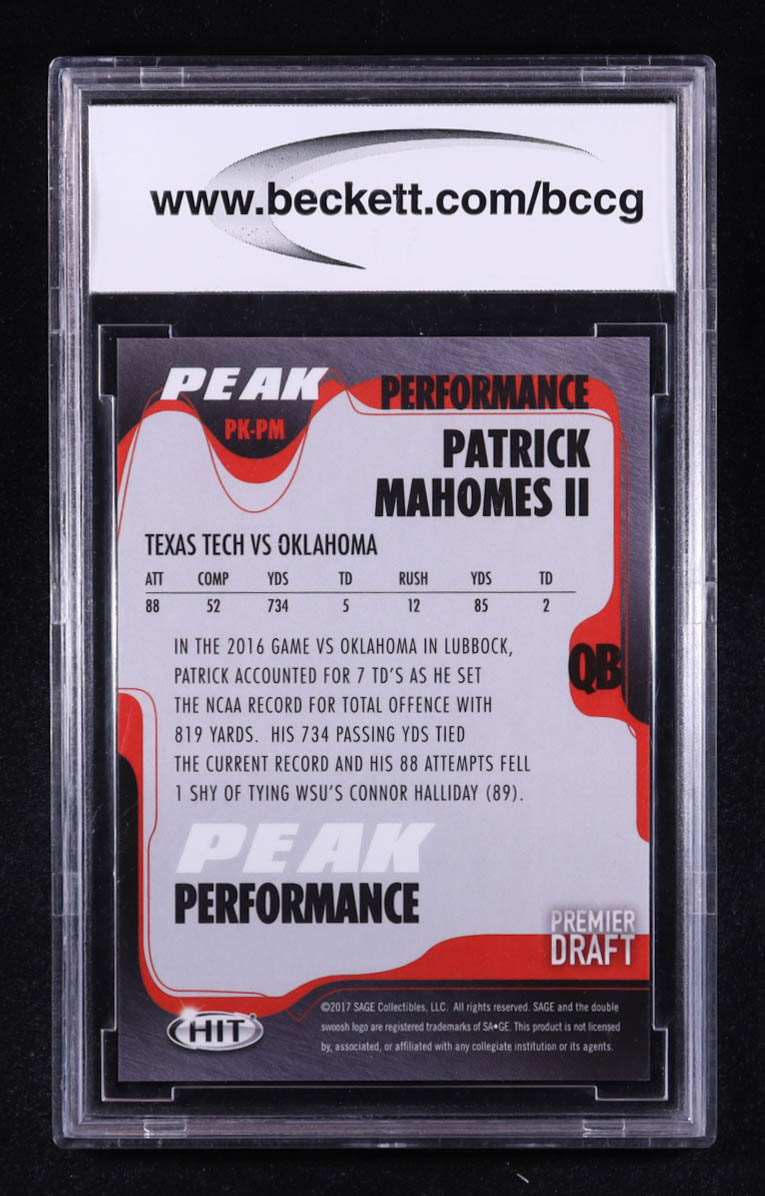 www.beckett.com/bccg
PEAK PERFORMANCE
PK-PM
PATRICK
MAHOMES II
TEXAS TECH VS OKLAHOMA
ATT COMP YDS TD RUSH YDS TD
88 52 734 5 12 85 2
IN THE 2016 GAME VS OKLAHOMA IN LUBBOCK,
PATRICK ACCOUNTED FOR 7 TD'S AS HE SET
THE NCAA RECORD FOR TOTAL OFFENCE WITH
819 YARDS. HIS 734 PASSING YDS TIED
THE CURRENT RECORD AND HIS 88 ATTEMPTS FELL
1 SHY OF TYING WSU'S CONNOR HALLIDAY (89).
QB
PEAK
PERFORMANCE
PREMIER
DRAFT
HIT
©2017 SAGE Collectibles, LLC. All rights reserved. SAGE and the double
swoosh logo are registered trademarks of SA•GE. This product is not licensed
by, associated, or affiliated with any collegiate institution or its agents.